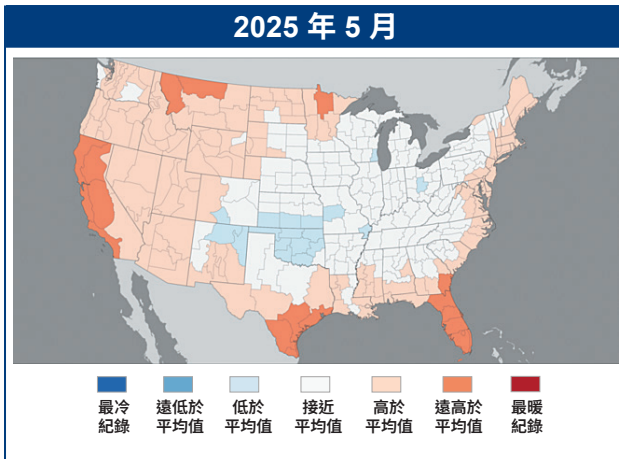 2025 年 5 月
最冷
紀錄
遠低於
平均值
低於
平均值
接近
平均值
高於
平均值
遠高於
平均值
最暖
紀錄